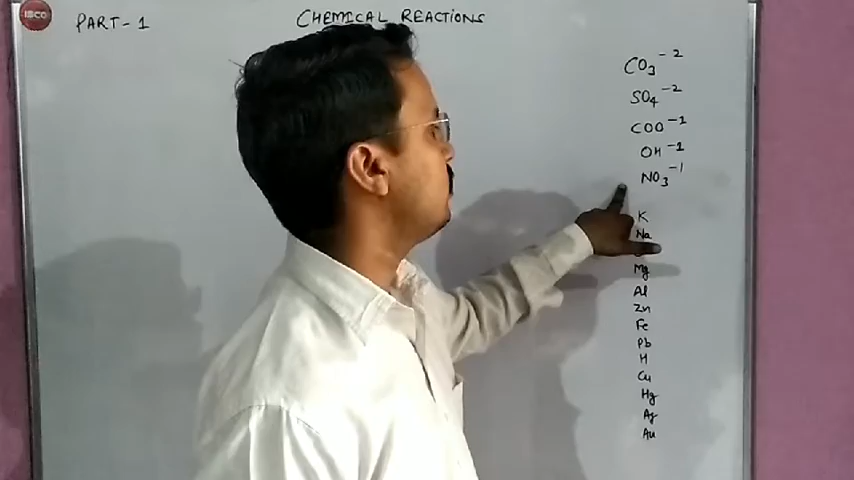 ISCO
PART-1
CHEMICAL REACTIONS
CO₃⁻²
SO₄⁻²
COO⁻¹
OH⁻¹
NO₃⁻¹
K
Na
Mg
Al
Zn
Fe
Pb
H
Cu
Hg
Ag
Au